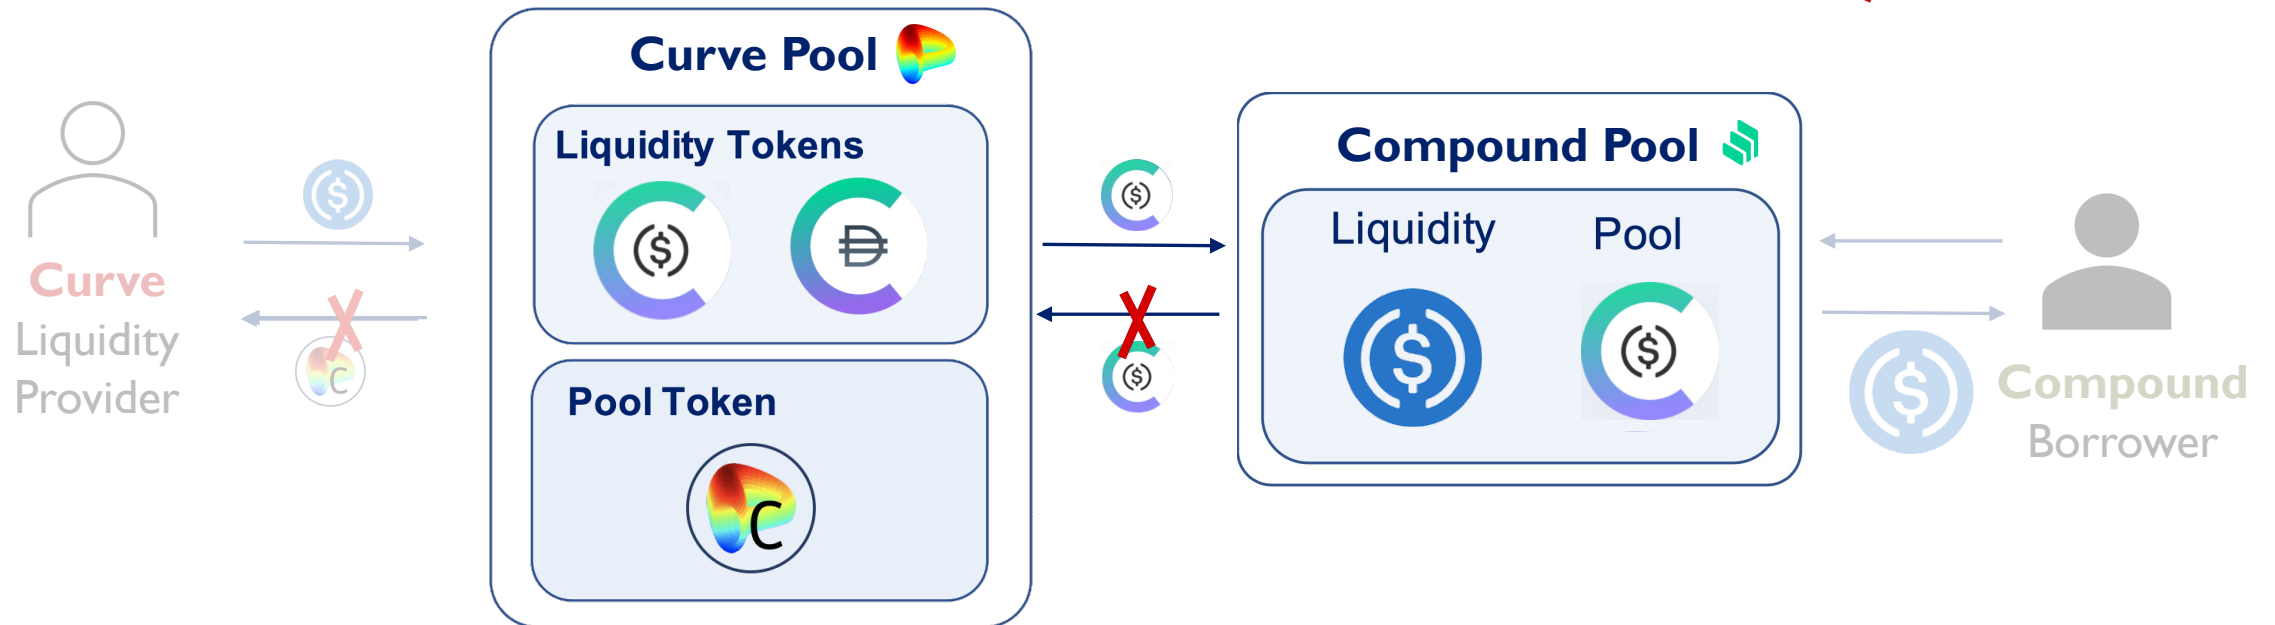 Curve Pool
Liquidity Tokens
Pool Token
C
Curve
Liquidity
Provider
C
Compound Pool
Liquidity Pool
Compound
Borrower